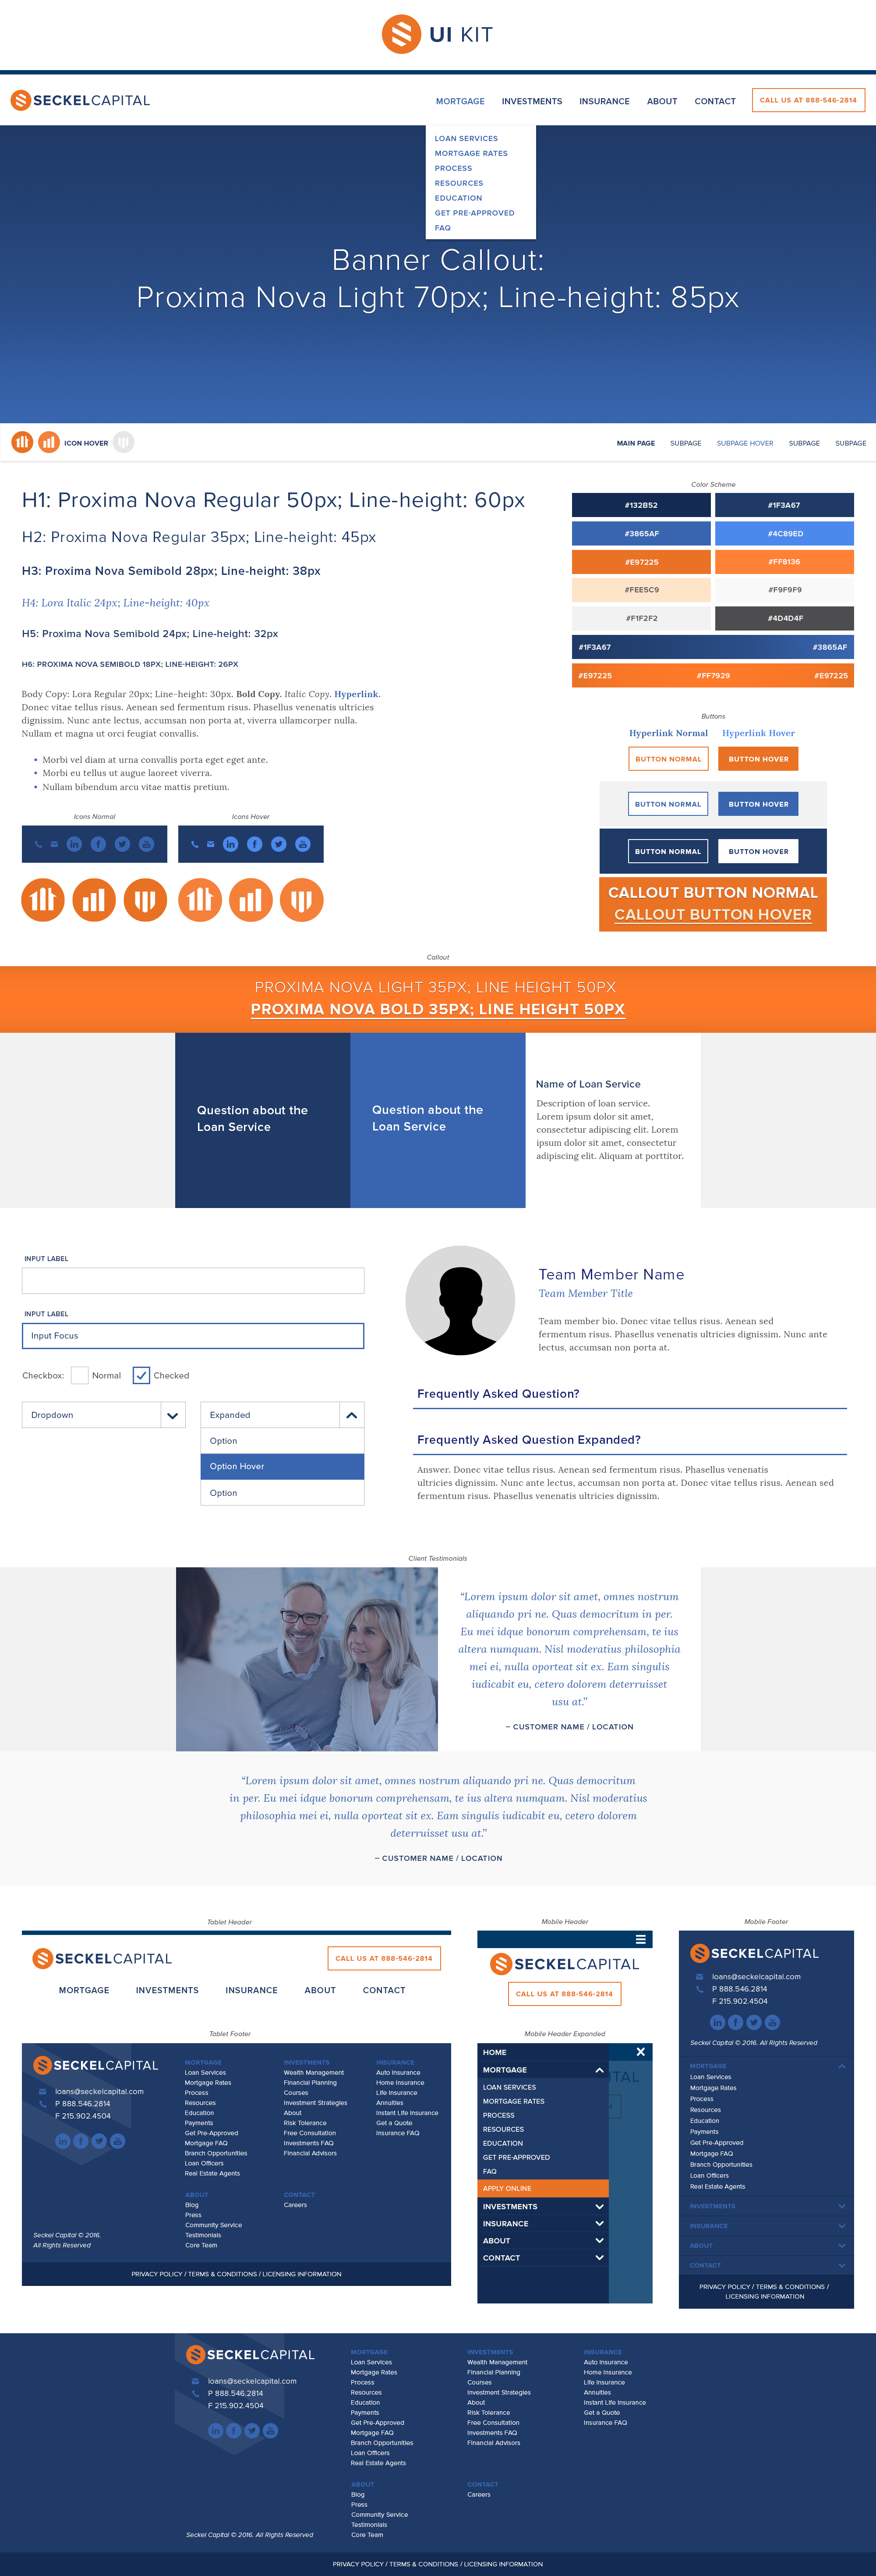 UI KIT
SECKELCAPITAL
MORTGAGE INVESTMENTS INSURANCE ABOUT CONTACT CALL US AT 888-546-2814
LOAN SERVICES
MORTGAGE RATES
PROCESS
RESOURCES
EDUCATION
GET PRE-APPROVED
FAQ
Banner Callout:
Proxima Nova Light 70px; Line-height: 85px
ICON HOVER
MAIN PAGE SUBPAGE SUBPAGE HOVER SUBPAGE SUBPAGE
H1: Proxima Nova Regular 50px; Line-height: 60px
H2: Proxima Nova Regular 35px; Line-height: 45px
H3: Proxima Nova Semibold 28px; Line-height: 38px
H4: Lora Italic 24px; Line-height: 40px
H5: Proxima Nova Semibold 24px; Line-height: 32px
H6: PROXIMA NOVA SEMIBOLD 18PX; LINE-HEIGHT: 26PX
Body Copy: Lora Regular 20px; Line-height: 30px. Bold Copy. Italic Copy. Hyperlink.
Donec vitae tellus risus. Aenean sed fermentum risus. Phasellus venenatis ultricies
dignissim. Nunc ante lectus, accumsan non porta at, viverra ullamcorper nulla.
Nullam et magna ut orci feugiat convallis.
• Morbi vel diam at urna convallis porta eget eget ante.
• Morbi eu tellus ut augue laoreet viverra.
• Nullam bibendum arcu vitae mattis pretium.
Icons Normal
Icons Hover
Color Scheme
#132B52 #1F3A67
#3865AF #4C89ED
#E97225 #FF8136
#FEE5C9 #F9F9F9
#F1F2F2 #4D4D4F
#1F3A67 #3865AF
#E97225 #FF7929 #E97225
Buttons
Hyperlink Normal Hyperlink Hover
BUTTON NORMAL BUTTON HOVER
BUTTON NORMAL BUTTON HOVER
BUTTON NORMAL BUTTON HOVER
CALLOUT BUTTON NORMAL
CALLOUT BUTTON HOVER
Callout
PROXIMA NOVA LIGHT 35PX; LINE HEIGHT 50PX
PROXIMA NOVA BOLD 35PX; LINE HEIGHT 50PX
Question about the
Loan Service
Question about the
Loan Service
Name of Loan Service
Description of loan service.
Lorem ipsum dolor sit amet,
consectetur adipiscing elit. Lorem
ipsum dolor sit amet, consectetur
adipiscing elit. Aliquam at porttitor.
INPUT LABEL
INPUT LABEL
Input Focus
Checkbox: Normal Checked
Dropdown
Expanded
Option
Option Hover
Option
Team Member Name
Team Member Title
Team member bio. Donec vitae tellus risus. Aenean sed
fermentum risus. Phasellus venenatis ultricies dignissim. Nunc ante
lectus, accumsan non porta at.
Frequently Asked Question?
Frequently Asked Question Expanded?
Answer. Donec vitae tellus risus. Aenean sed fermentum risus. Phasellus venenatis
ultricies dignissim. Nunc ante lectus, accumsan non porta at. Donec vitae tellus risus. Aenean sed
fermentum risus. Phasellus venenatis ultricies dignissim.
Client Testimonials
“Lorem ipsum dolor sit amet, omnes nostrum
aliquando pri ne. Quas democritum in per.
Eu mei idque bonorum comprehensam, te ius
altera numquam. Nisl moderatius philosophia
mei ei, nulla oporteat sit ex. Eam singulis
iudicabit eu, cetero dolorem deterruisset
usu at.”
– CUSTOMER NAME / LOCATION
“Lorem ipsum dolor sit amet, omnes nostrum aliquando pri ne. Quas democritum
in per. Eu mei idque bonorum comprehensam, te ius altera numquam. Nisl moderatius
philosophia mei ei, nulla oporteat sit ex. Eam singulis iudicabit eu, cetero dolorem
deterruisset usu at.”
– CUSTOMER NAME / LOCATION
Tablet Header
SECKELCAPITAL
CALL US AT 888-546-2814
MORTGAGE INVESTMENTS INSURANCE ABOUT CONTACT
Tablet Footer
SECKELCAPITAL
loans@seckelcapital.com
P 888.546.2814
F 215.902.4504
Seckel Capital © 2016.
All Rights Reserved
MORTGAGE
Loan Services
Mortgage Rates
Process
Resources
Education
Payments
Get Pre-Approved
Mortgage FAQ
Branch Opportunities
Loan Officers
Real Estate Agents
INVESTMENTS
Wealth Management
Financial Planning
Courses
Investment Strategies
About
Risk Tolerance
Free Consultation
Investments FAQ
Financial Advisors
INSURANCE
Auto Insurance
Home Insurance
Life Insurance
Annuities
Instant Life Insurance
Get a Quote
Insurance FAQ
ABOUT
Blog
Press
Community Service
Testimonials
Core Team
CONTACT
Careers
PRIVACY POLICY / TERMS & CONDITIONS / LICENSING INFORMATION
Mobile Header
SECKELCAPITAL
CALL US AT 888-546-2814
Mobile Header Expanded
HOME
MORTGAGE
LOAN SERVICES
MORTGAGE RATES
PROCESS
RESOURCES
EDUCATION
GET PRE-APPROVED
FAQ
APPLY ONLINE
INVESTMENTS
INSURANCE
ABOUT
CONTACT
TAL
Mobile Footer
SECKELCAPITAL
loans@seckelcapital.com
P 888.546.2814
F 215.902.4504
Seckel Capital © 2016. All Rights Reserved
MORTGAGE
Loan Services
Mortgage Rates
Process
Resources
Education
Payments
Get Pre-Approved
Mortgage FAQ
Branch Opportunities
Loan Officers
Real Estate Agents
INVESTMENTS
INSURANCE
ABOUT
CONTACT
PRIVACY POLICY / TERMS & CONDITIONS /
LICENSING INFORMATION
SECKELCAPITAL
loans@seckelcapital.com
P 888.546.2814
F 215.902.4504
Seckel Capital © 2016. All Rights Reserved
MORTGAGE
Loan Services
Mortgage Rates
Process
Resources
Education
Payments
Get Pre-Approved
Mortgage FAQ
Branch Opportunities
Loan Officers
Real Estate Agents
INVESTMENTS
Wealth Management
Financial Planning
Courses
Investment Strategies
About
Risk Tolerance
Free Consultation
Investments FAQ
Financial Advisors
INSURANCE
Auto Insurance
Home Insurance
Life Insurance
Annuities
Instant Life Insurance
Get a Quote
Insurance FAQ
ABOUT
Blog
Press
Community Service
Testimonials
Core Team
CONTACT
Careers
PRIVACY POLICY / TERMS & CONDITIONS / LICENSING INFORMATION